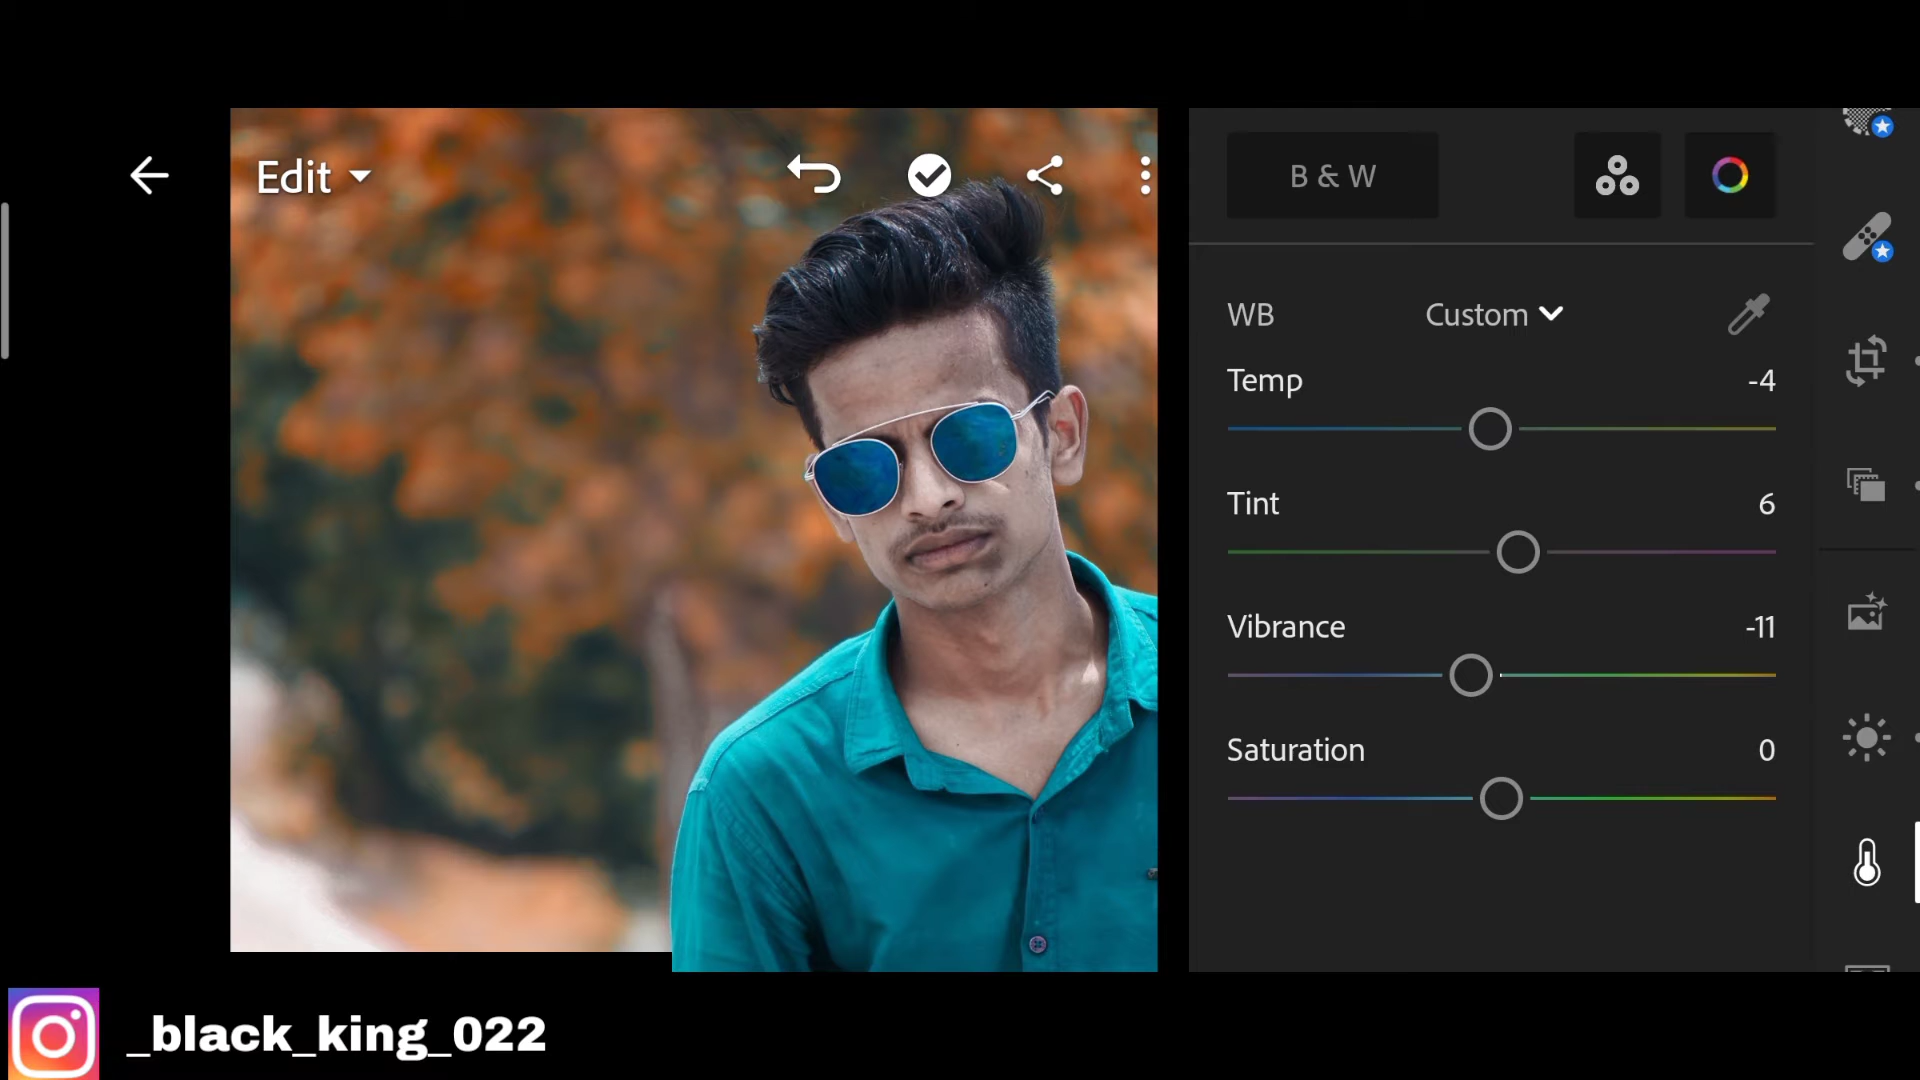 Edit
B & W
WB Custom
Temp -4
Tint 6
Vibrance -11
Saturation 0
_black_king_022